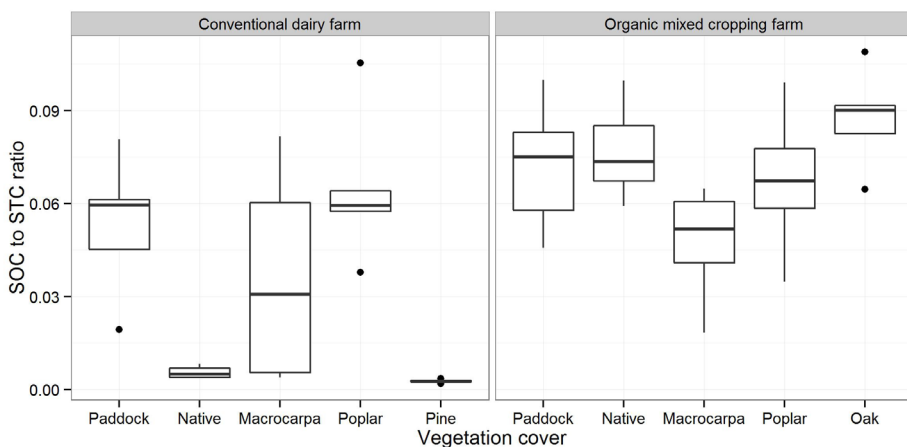 Conventional dairy farm Organic mixed cropping farm
SOC to STC ratio
0.09
0.06
0.03
0.00
Paddock Native Macrocarpa Poplar Pine Paddock Native Macrocarpa Poplar Oak
Vegetation cover